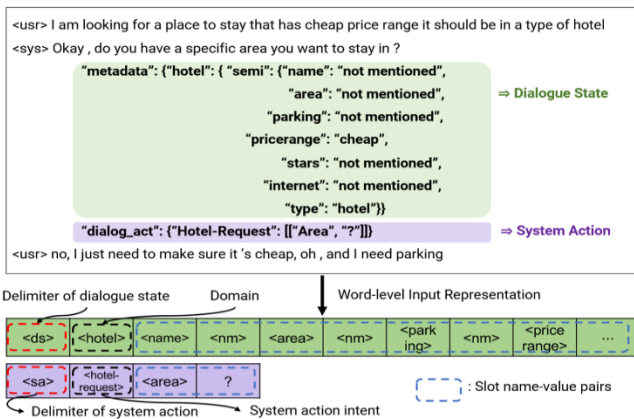 <usr> I am looking for a place to stay that has cheap price range it should be in a type of hotel
<sys> Okay , do you have a specific area you want to stay in ?
“metadata”: {“hotel”: { “semi”: {“name”: “not mentioned”,
“area”: “not mentioned”,
“parking”: “not mentioned”,
“pricerange”: “cheap”,
“stars”: “not mentioned”,
“internet”: “not mentioned”,
“type”: “hotel”}}
⇒ Dialogue State
“dialog_act”: {“Hotel-Request”: [[“Area”, “?”]]}
⇒ System Action
<usr> no, I just need to make sure it ’s cheap, oh , and I need parking
Delimiter of dialogue state
Domain
Word-level Input Representation
<ds> <hotel> <name> <nm> <area> <nm> <park ing> <nm> <price range> ...
<sa> <hotel-request> <area> ?
: Slot name-value pairs
Delimiter of system action
System action intent